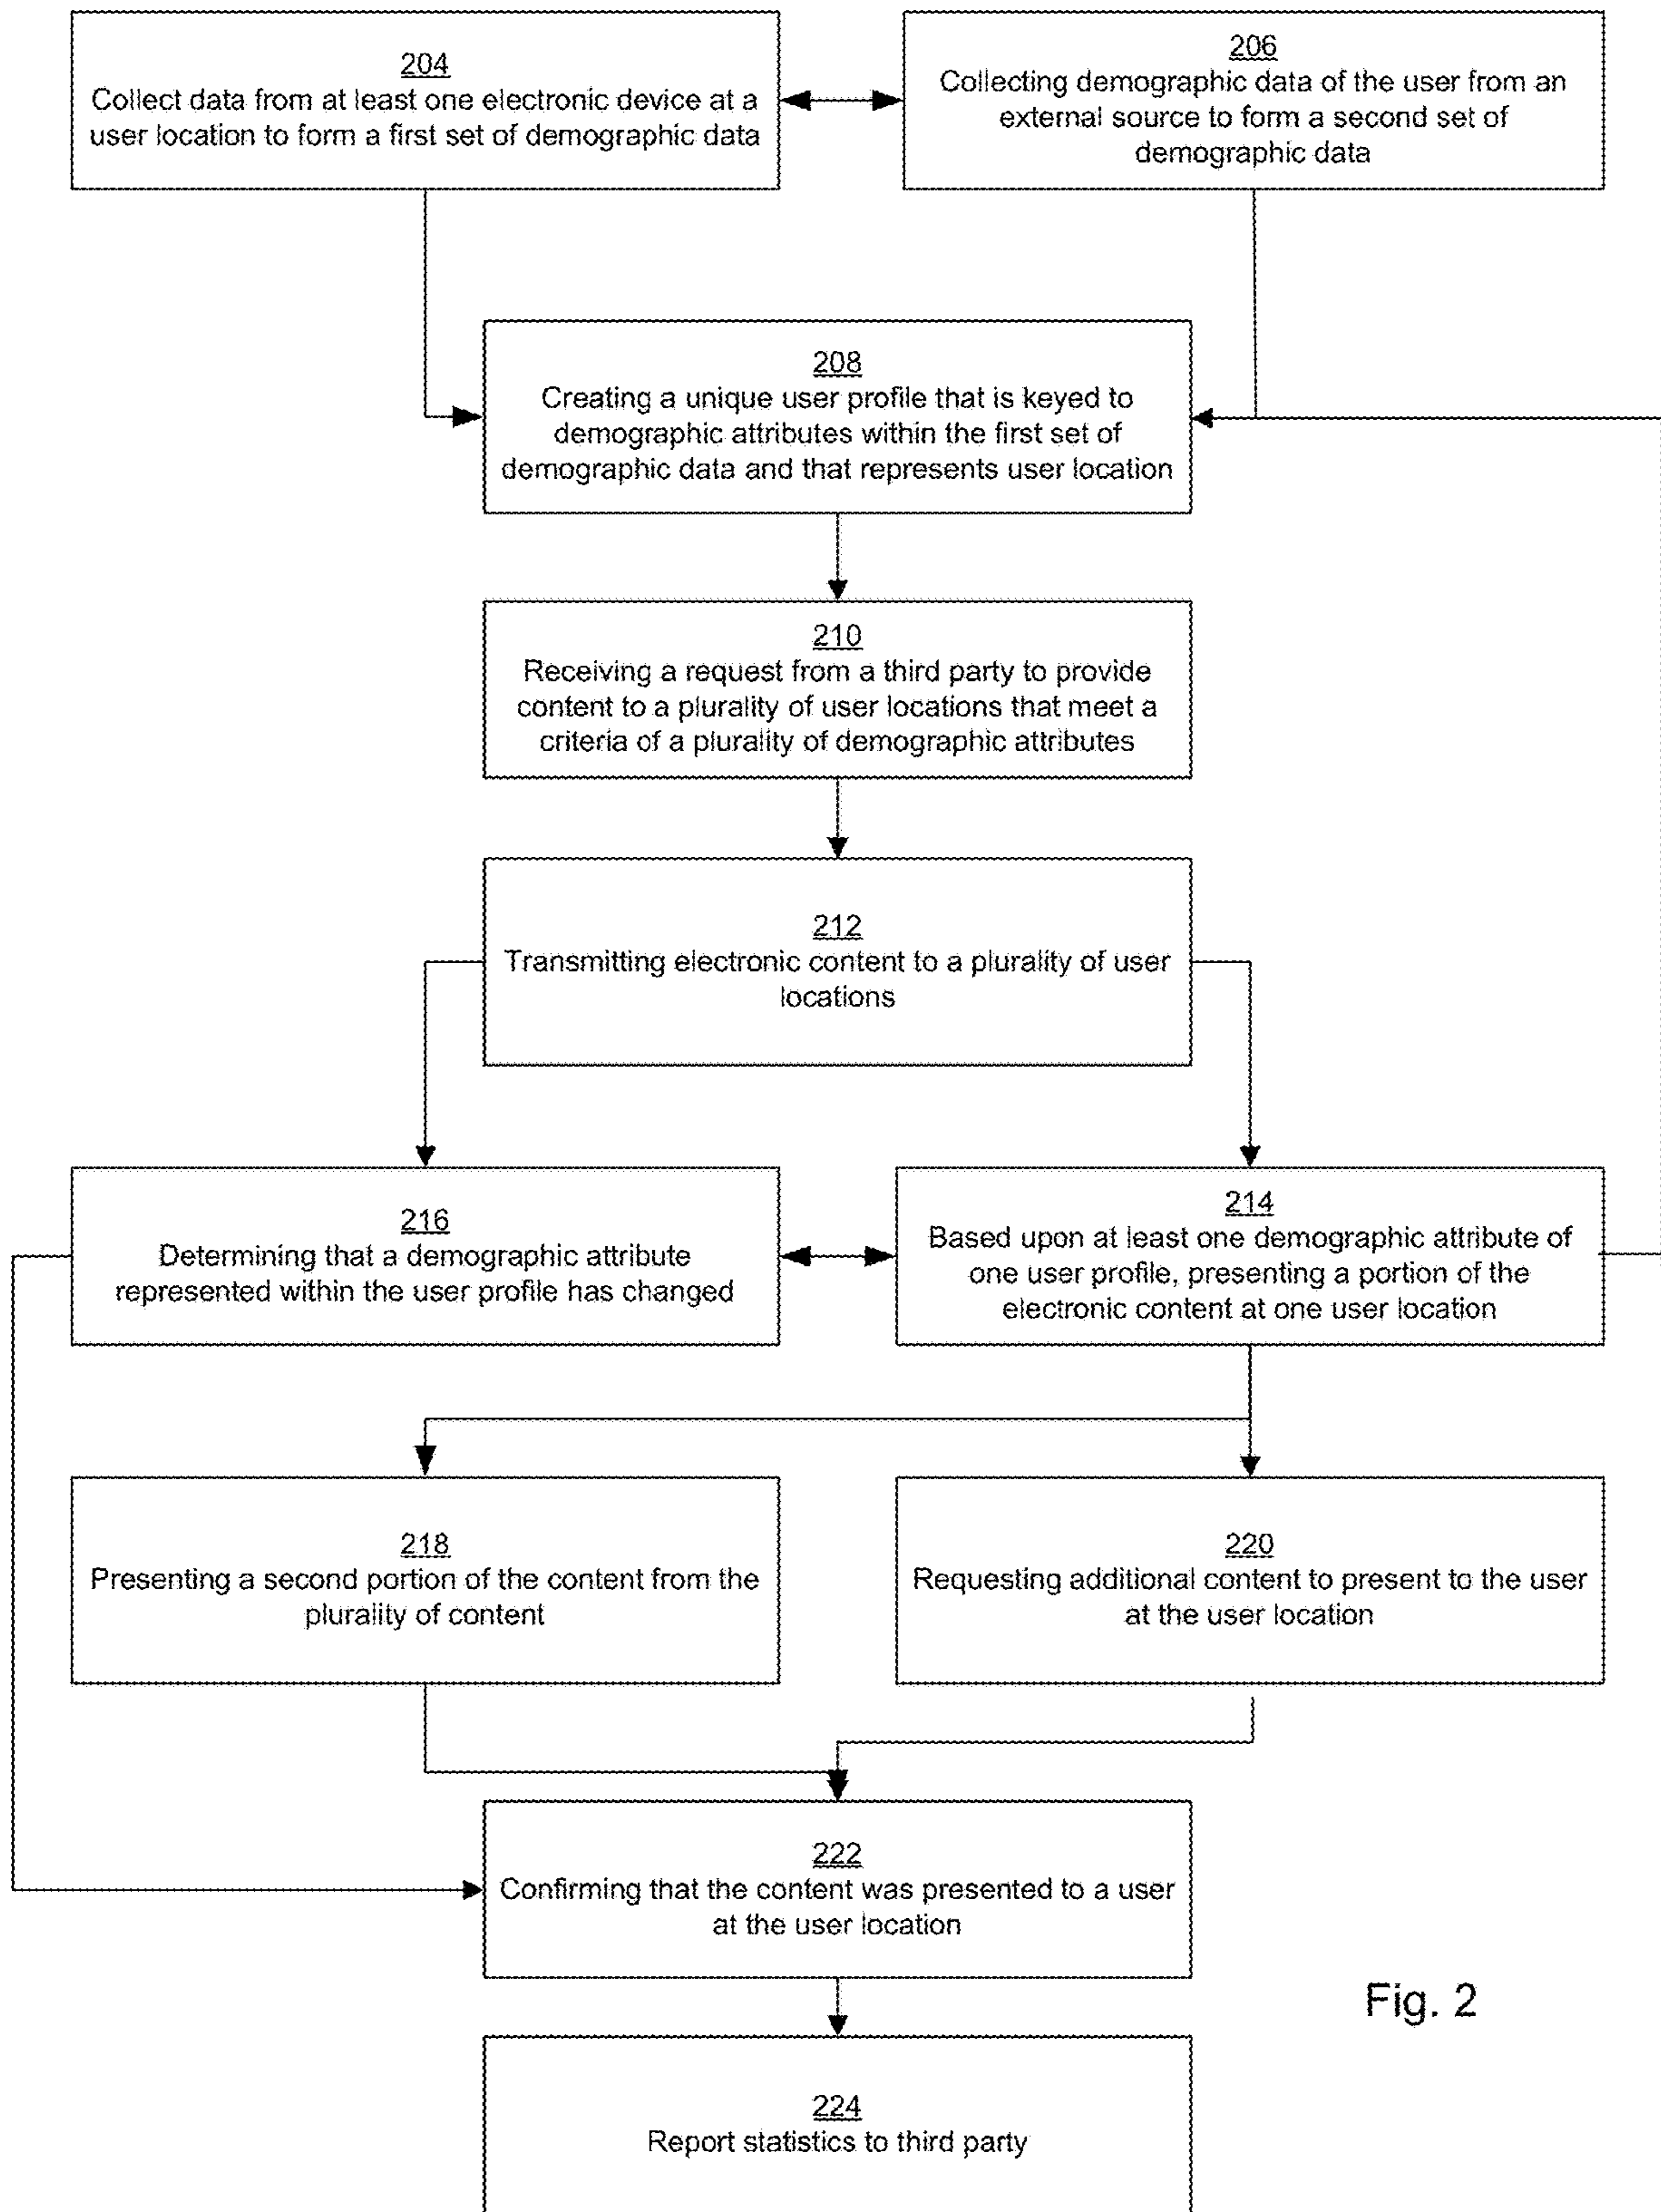 204
Collect data from at least one electronic device at a
user location to form a first set of demographic data
206
Collecting demographic data of the user from an
external source to form a second set of
demographic data
208
Creating a unique user profile that is keyed to
demographic attributes within the first set of
demographic data and that represents user location
210
Receiving a request from a third party to provide
content to a plurality of user locations that meet a
criteria of a plurality of demographic attributes
212
Transmitting electronic content to a plurality of user
locations
216
Determining that a demographic attribute
represented within the user profile has changed
214
Based upon at least one demographic attribute of
one user profile, presenting a portion of the
electronic content at one user location
218
Presenting a second portion of the content from the
plurality of content
220
Requesting additional content to present to the user
at the user location
222
Confirming that the content was presented to a user
at the user location
Fig. 2
224
Report statistics to third party